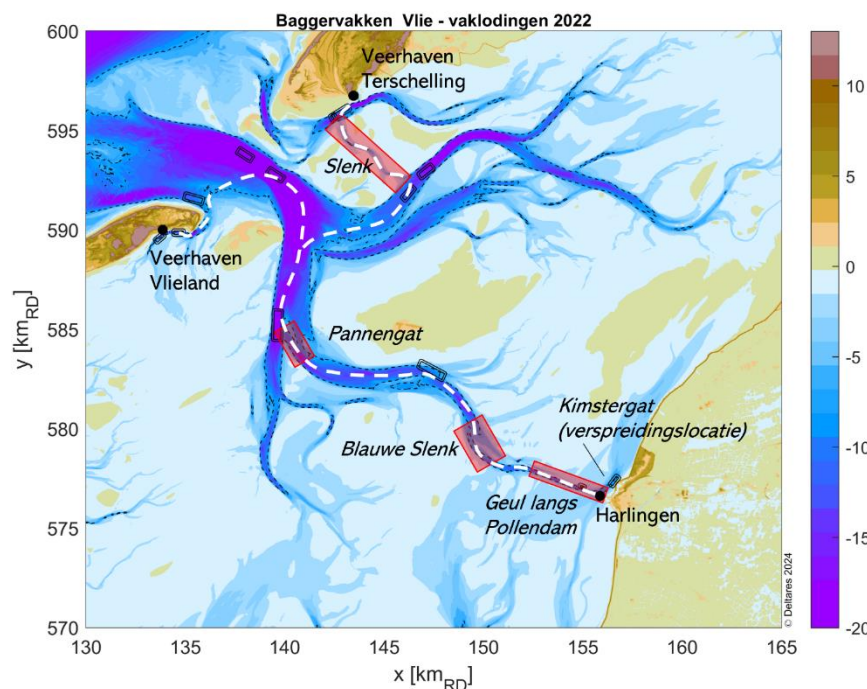 Baggervakken Vlie - vaklodingen 2022
600
595
590
585
580
575
570
y [km_RD]
130
135
140
145
150
155
160
165
x [km_RD]
Veerhaven
Terschelling
Slenk
Veerhaven
Vlieland
Pannengat
Kimstergat
(verspreidingslocatie)
Blauwe Slenk
Geul langs
Pollendam
Harlingen
© Deltares 2024
10
5
0
-5
-10
-15
-20